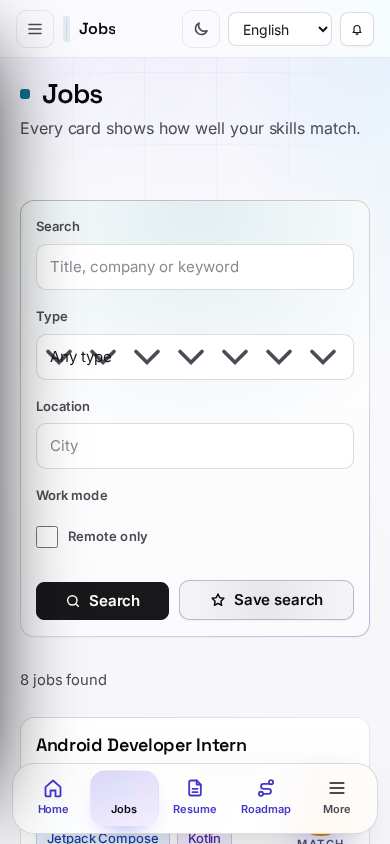 Jobs
English
Jobs
Every card shows how well your skills match.
Search
Title, company or keyword
Type
Any type
Location
City
Work mode
Remote only
Search
Save search
8 jobs found
Android Developer Intern
Home
Jobs
Resume
Roadmap
More
Jetpack Compose
Kotlin
MATCH